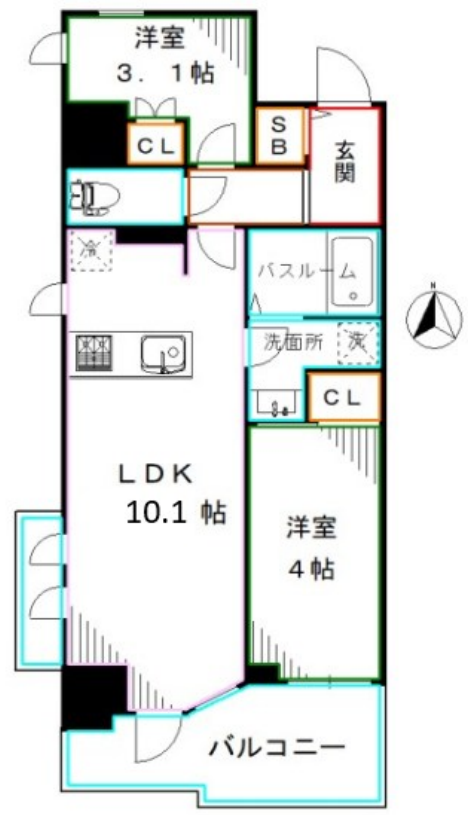 洋室
3．1帖
CL
SB
玄関
冷
バスルーム
洗面所
洗
CL
LDK
10.1 帖
洋室
4帖
バルコニー
N